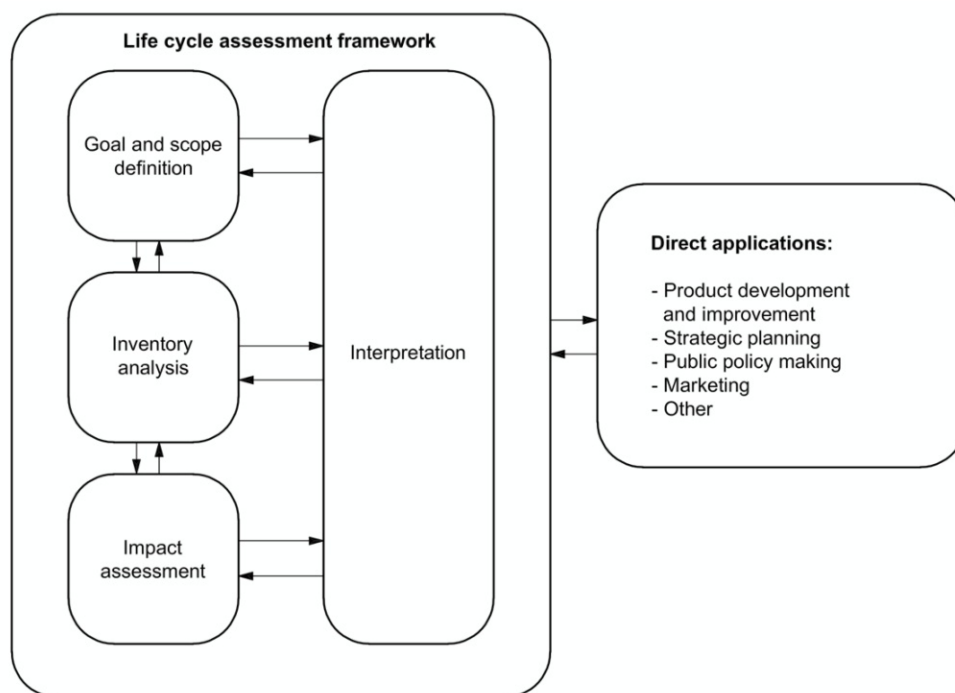 Life cycle assessment framework
Goal and scope
definition
Inventory
analysis
Impact
assessment
Interpretation
Direct applications:
- Product development
and improvement
- Strategic planning
- Public policy making
- Marketing
- Other